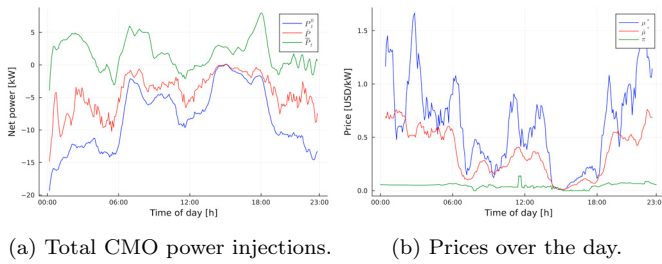 5
0
−5
−10
−15
−20
Net power [kW]
00:00 06:00 12:00 18:00 23:00
Time of day [h]
P̄
1.5
1.0
0.5
0.0
Price [USD/kW]
00:00 06:00 12:00 18:00 23:0
Time of day [h]
π
(a) Total CMO power injections.
(b) Prices over the day.